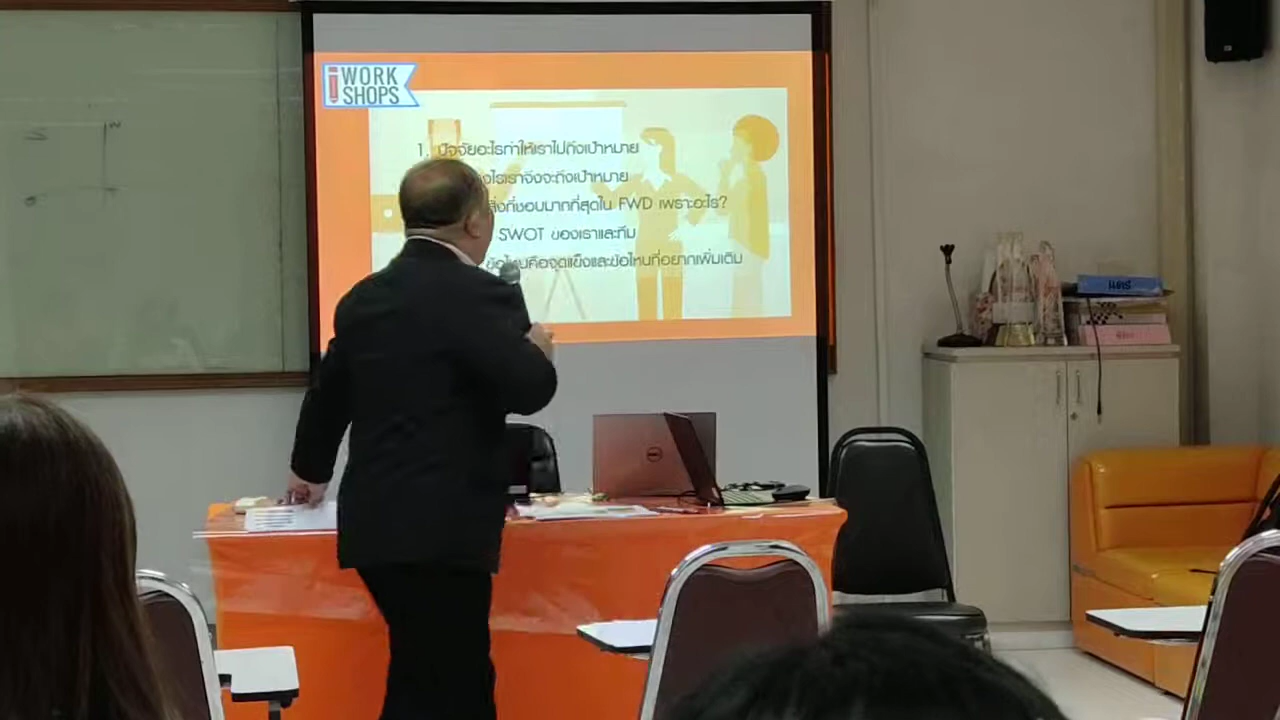 WORK
SHOPS
1. ปัจจัยอะไรทำให้เราไปถึงเป้าหมาย
ไรเราจึงจะถึงเป้าหมาย
สิ่งที่ชอบมากที่สุดใน FWD เพราะอะไร?
SWOT ของเราและทีม
ข้อไหนคือจุดแข็งและข้อไหนที่อยากเพิ่มเติม
DELL